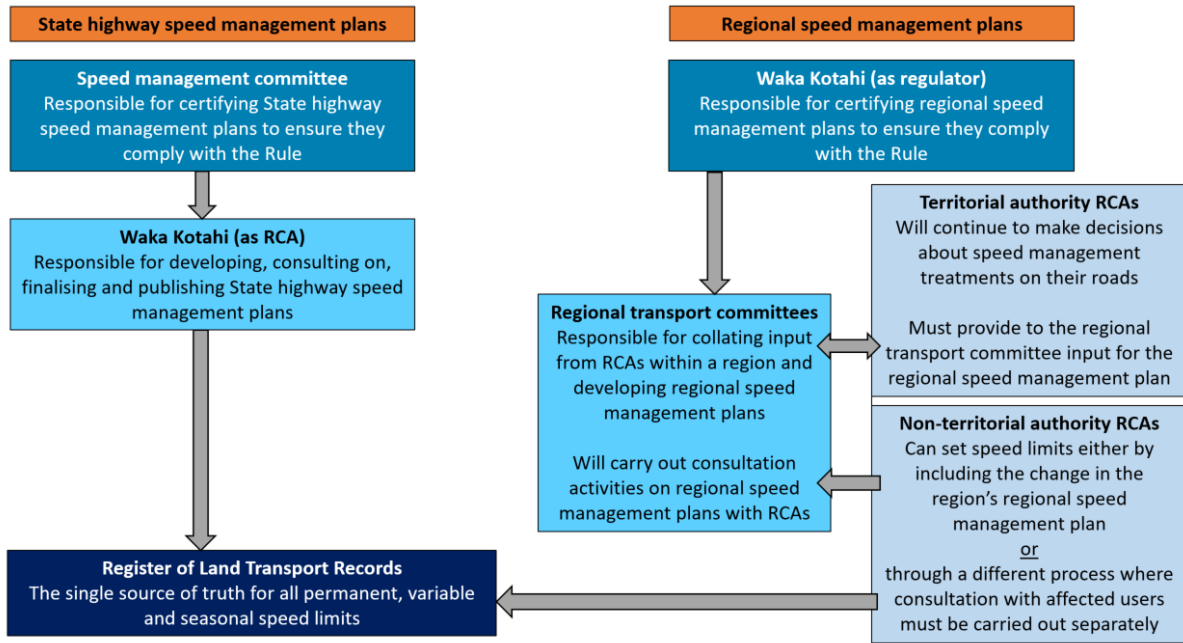 State highway speed management plans
Speed management committee
Responsible for certifying State highway
speed management plans to ensure they
comply with the Rule
Waka Kotahi (as RCA)
Responsible for developing, consulting on,
finalising and publishing State highway speed
management plans
Regional speed management plans
Waka Kotahi (as regulator)
Responsible for certifying regional speed
management plans to ensure they comply
with the Rule
Regional transport committees
Responsible for collating input
from RCAs within a region and
developing regional speed
management plans
Will carry out consultation
activities on regional speed
management plans with RCAs
Territorial authority RCAs
Will continue to make decisions
about speed management
treatments on their roads
Must provide to the regional
transport committee input for the
regional speed management plan
Non-territorial authority RCAs
Can set speed limits either by
including the change in the
region's regional speed
management plan
or
through a different process where
consultation with affected users
must be carried out separately
Register of Land Transport Records
The single source of truth for all permanent, variable
and seasonal speed limits